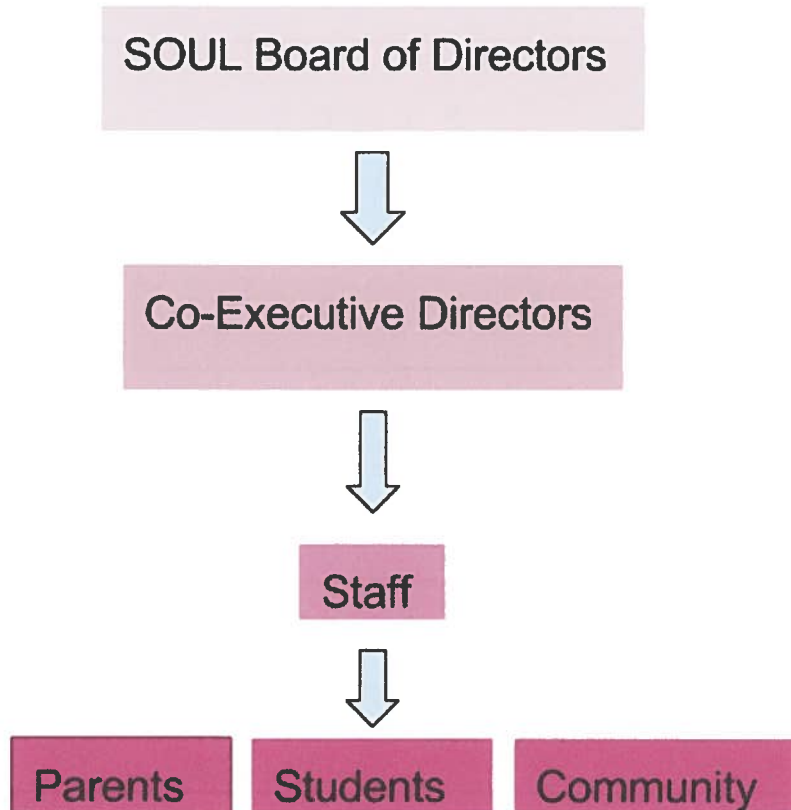 SOUL Board of Directors
Co-Executive Directors
Staff
Parents Students Community